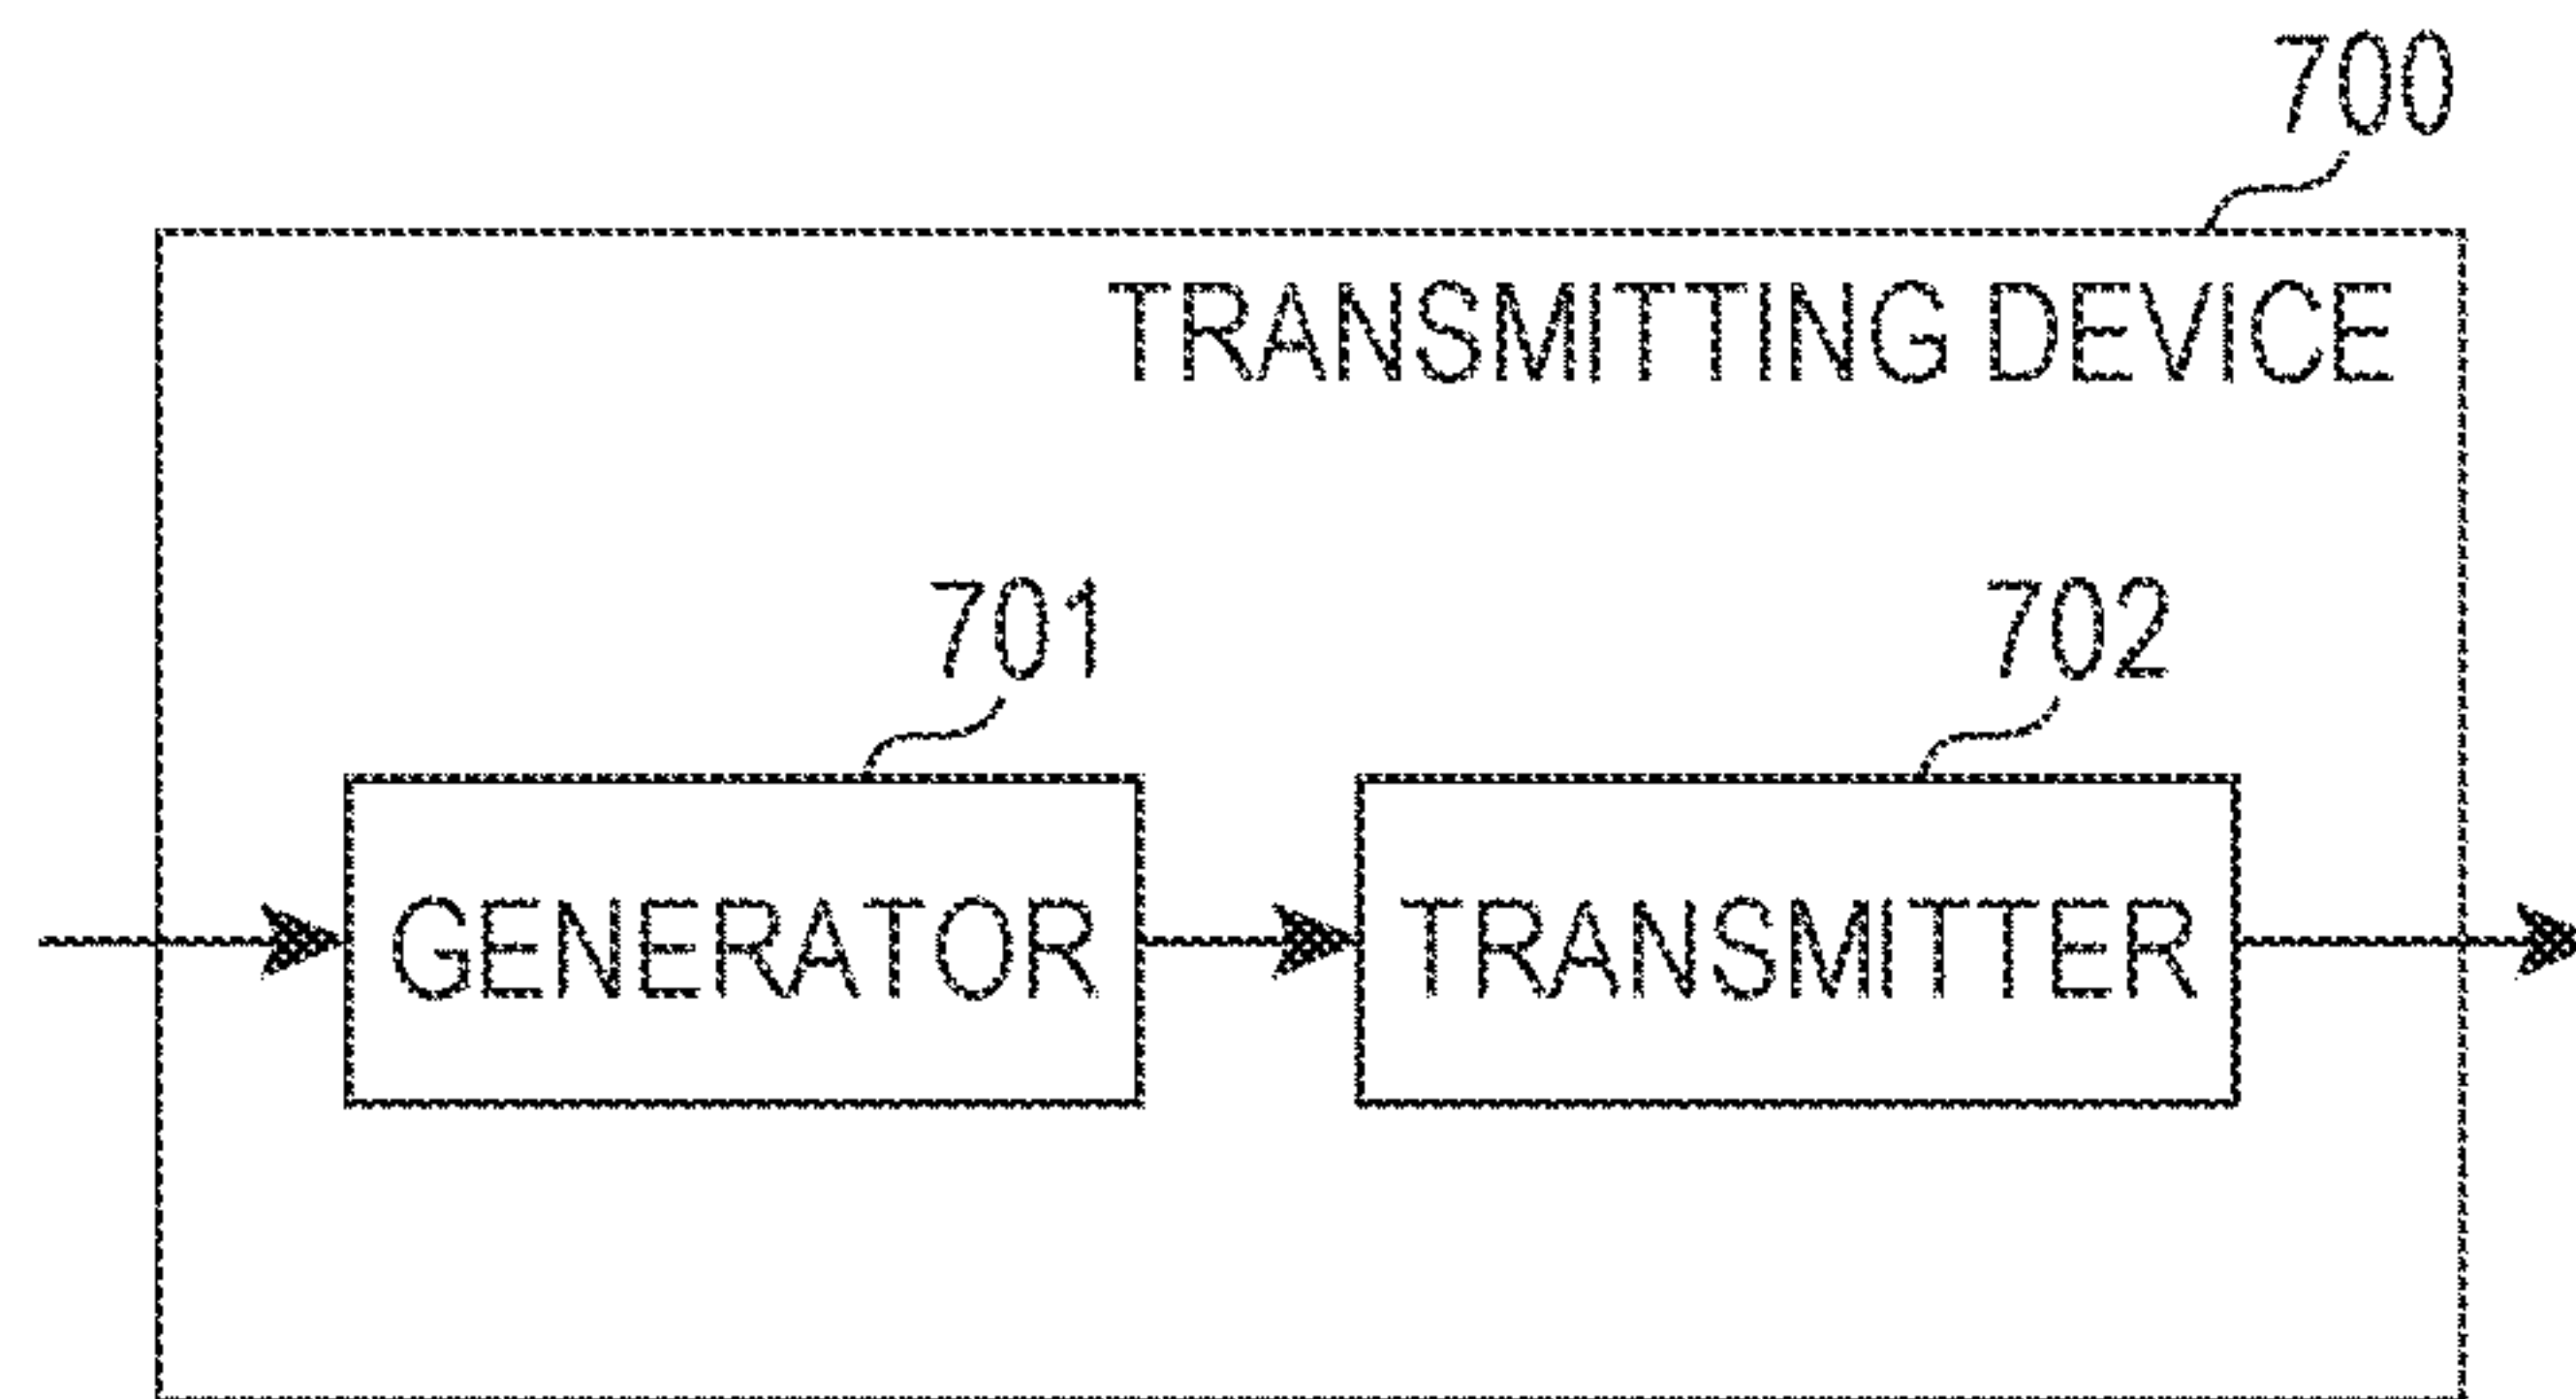 700
TRANSMITTING DEVICE
701
702
GENERATOR
TRANSMITTER